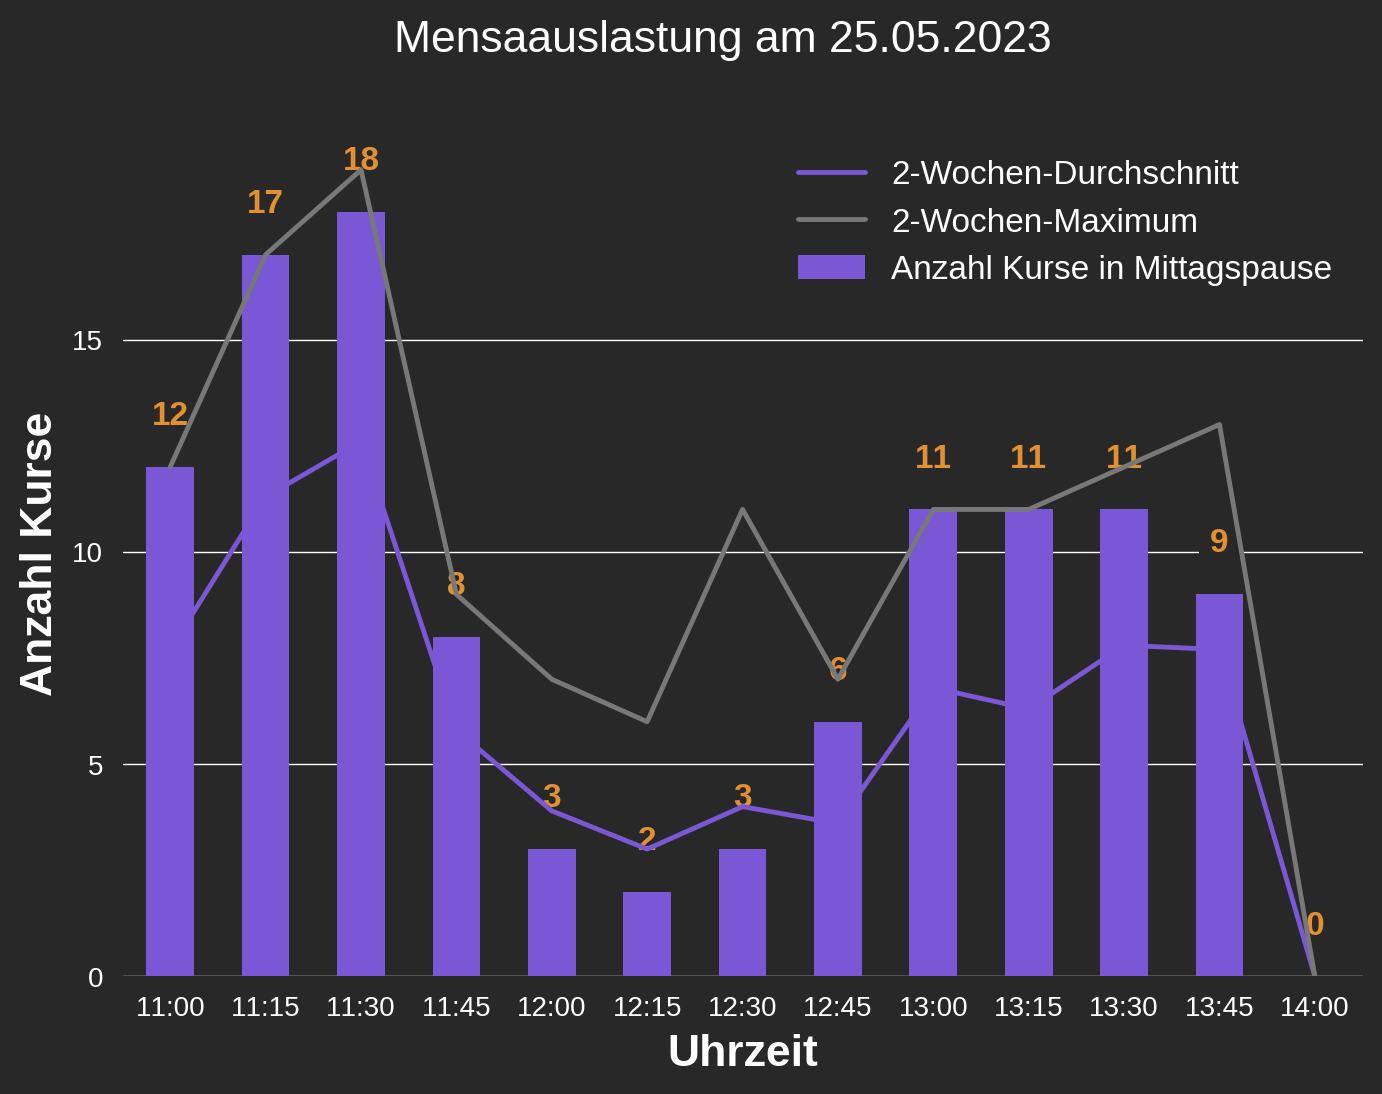 Mensaauslastung am 25.05.2023
2-Wochen-Durchschnitt
2-Wochen-Maximum
Anzahl Kurse in Mittagspause
Anzahl Kurse
15
10
5
0
12
17
18
8
3
2
3
6
11
11
11
9
0
11:00 11:15 11:30 11:45 12:00 12:15 12:30 12:45 13:00 13:15 13:30 13:45 14:00
Uhrzeit